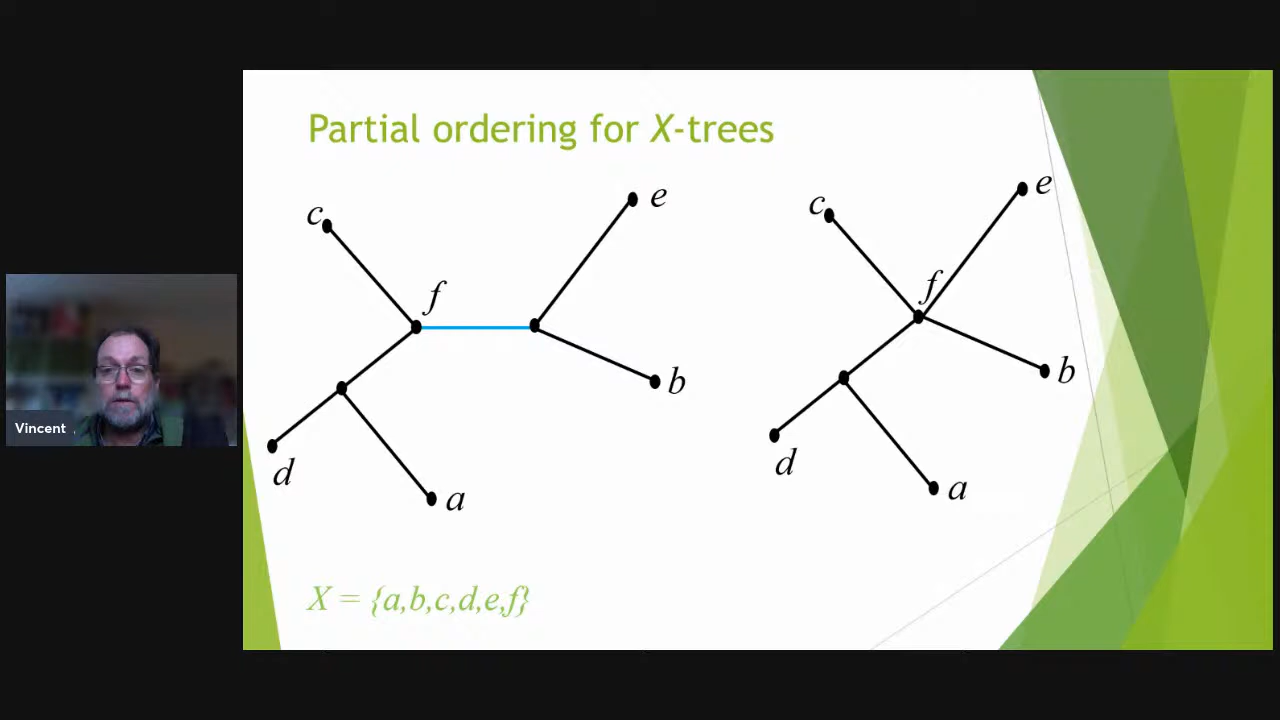 Partial ordering for X-trees
c
e
f
b
d
a
c
e
f
b
d
a
X = {a,b,c,d,e,f}
Vincent